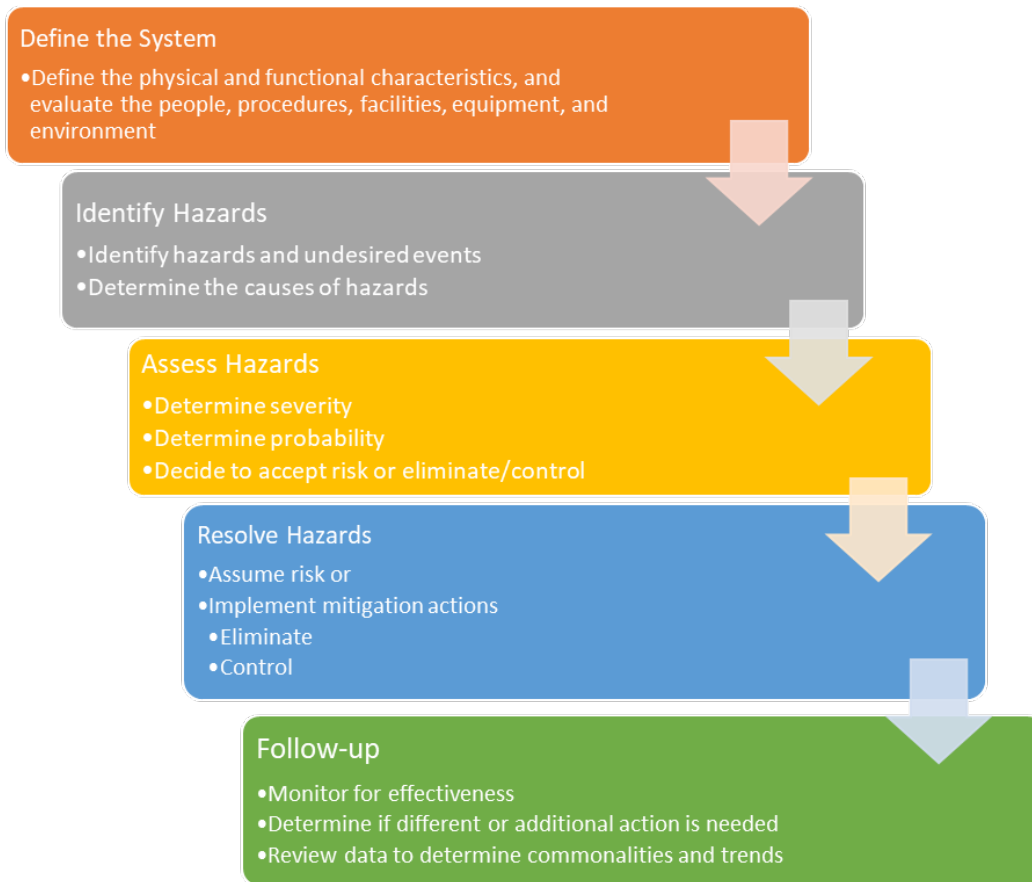 Define the System
•Define the physical and functional characteristics, and
evaluate the people, procedures, facilities, equipment, and
environment
Identify Hazards
•Identify hazards and undesired events
•Determine the causes of hazards
Assess Hazards
•Determine severity
•Determine probability
•Decide to accept risk or eliminate/control
Resolve Hazards
•Assume risk or
•Implement mitigation actions
•Eliminate
•Control
Follow-up
•Monitor for effectiveness
•Determine if different or additional action is needed
•Review data to determine commonalities and trends